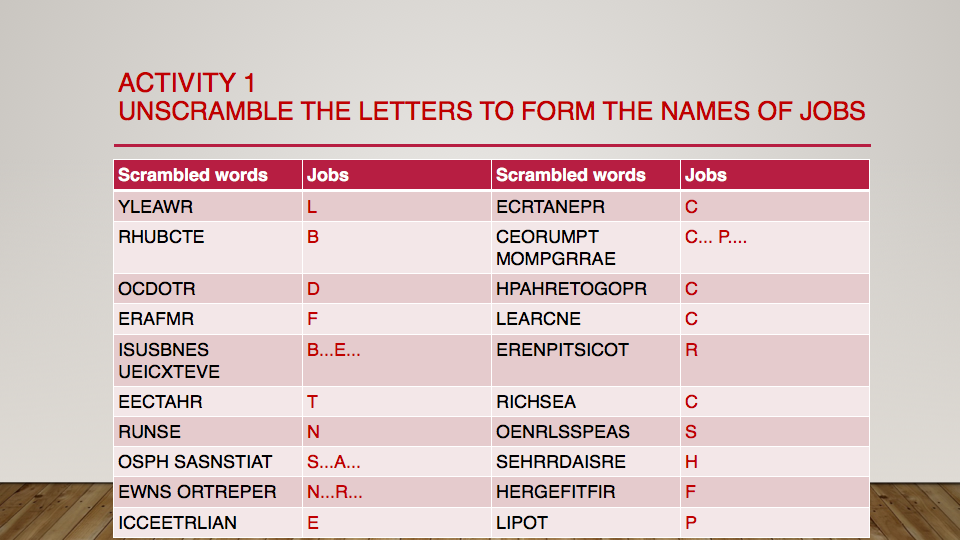 ACTIVITY 1
UNSCRAMBLE THE LETTERS TO FORM THE NAMES OF JOBS
Scrambled words Jobs Scrambled words Jobs
YLEAWR L ECRTANEPR C
RHUBCTE B CEORUMPT C... P....
MOMPGRRAE
OCDOTR D HPAHRETOGOPR C
ERAFMR F LEARCNE C
ISUSBNES B...E... ERENPITSICOT R
UEICXTEVE
EECTAHR T RICHSEA C
RUNSE N OENRLSSPEAS S
OSPH SASNSTIAT S...A... SEHRRDAISRE H
EWNS ORTREPER N...R... HERGEFITFIR F
ICCEETRLIAN E LIPOT P